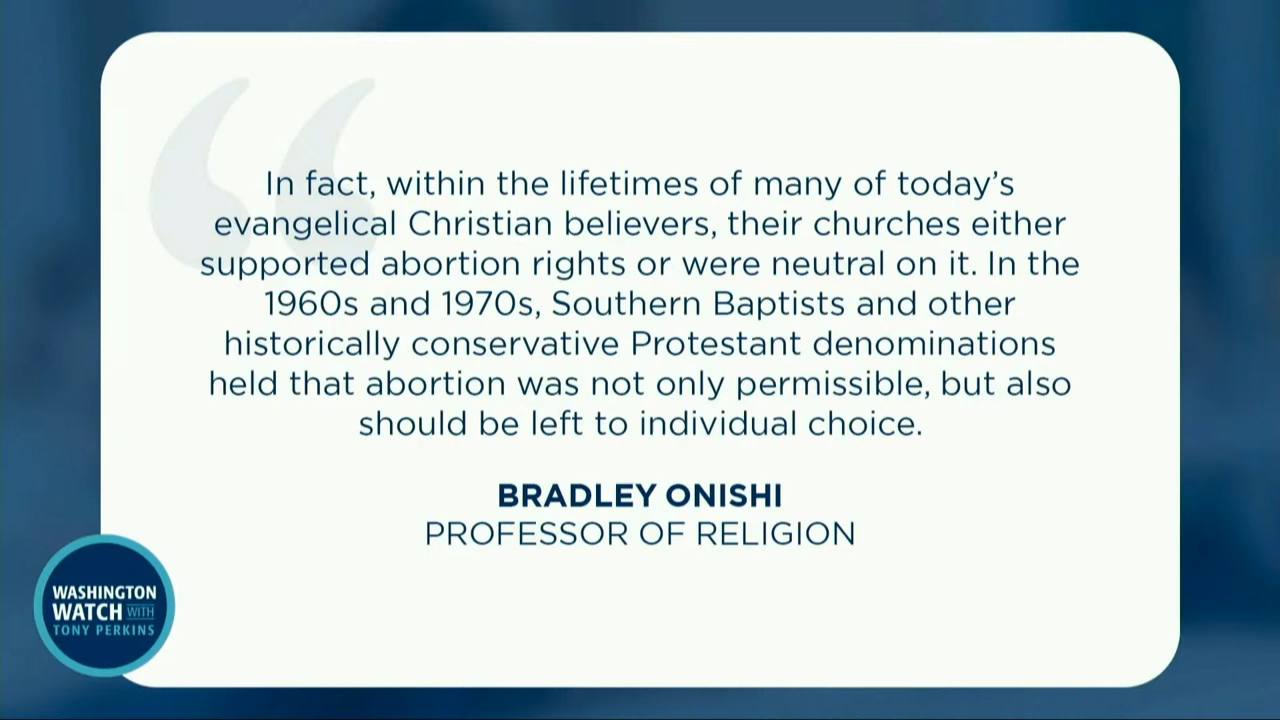 In fact, within the lifetimes of many of today’s
evangelical Christian believers, their churches either
supported abortion rights or were neutral on it. In the
1960s and 1970s, Southern Baptists and other
historically conservative Protestant denominations
held that abortion was not only permissible, but also
should be left to individual choice.
BRADLEY ONISHI
PROFESSOR OF RELIGION
WASHINGTON
WATCH WITH
TONY PERKINS